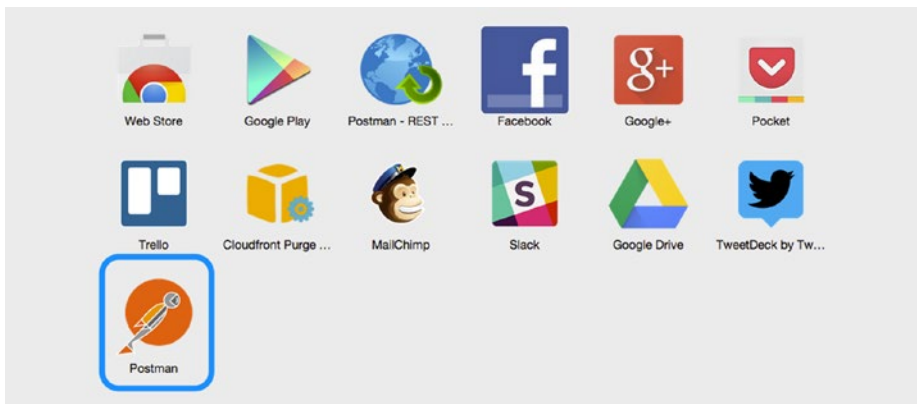 Web Store
Google Play
Postman - REST ...
Facebook
Google+
Pocket
Trello
Cloudfront Purge ...
MailChimp
Slack
Google Drive
TweetDeck by Tw...
Postman